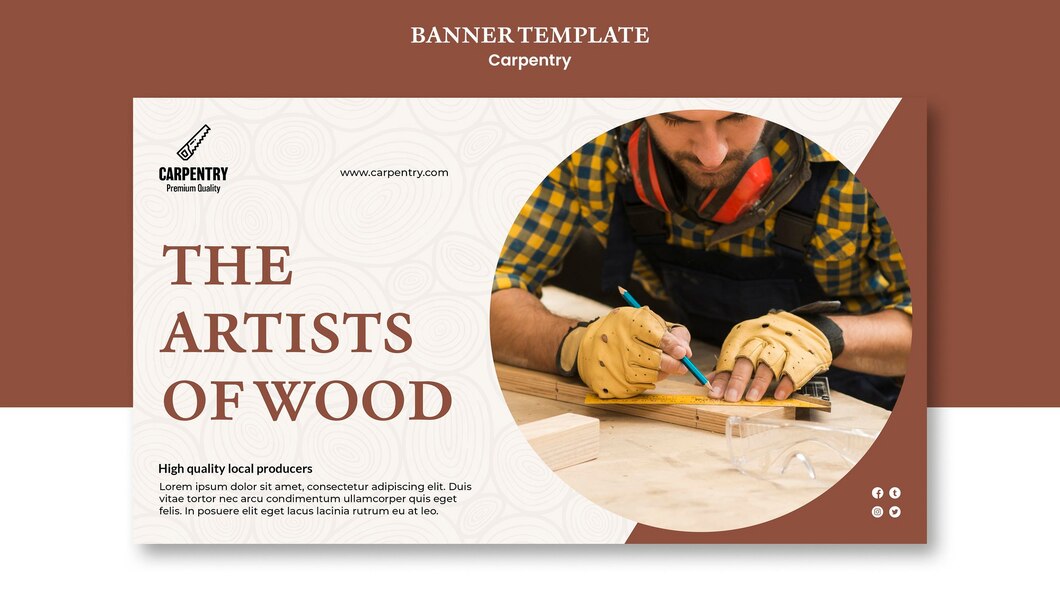 BANNER TEMPLATE
Carpentry
CARPENTRY
Premium Quality
www.carpentry.com
THE
ARTISTS
OF WOOD
High quality local producers
Lorem ipsum dolor sit amet, consectetur adipiscing elit. Duis
vitae tortor nec arcu condimentum ullamcorper quis eget
felis. In posuere elit eget lacus lacinia rutrum eu at leo.